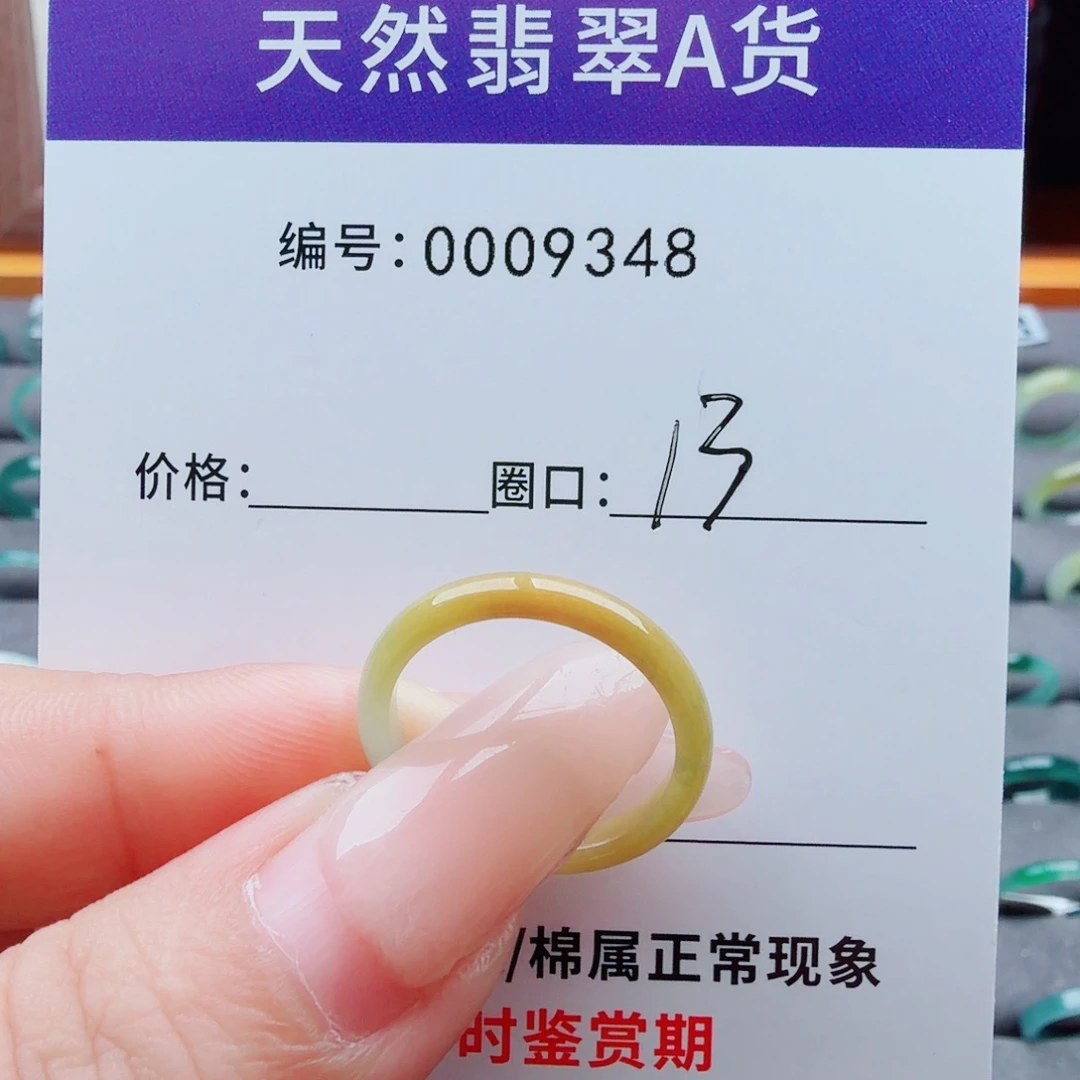 天然翡翠A货
编号：0009348
价格： 圈口：13
/棉属正常现象
时鉴赏期